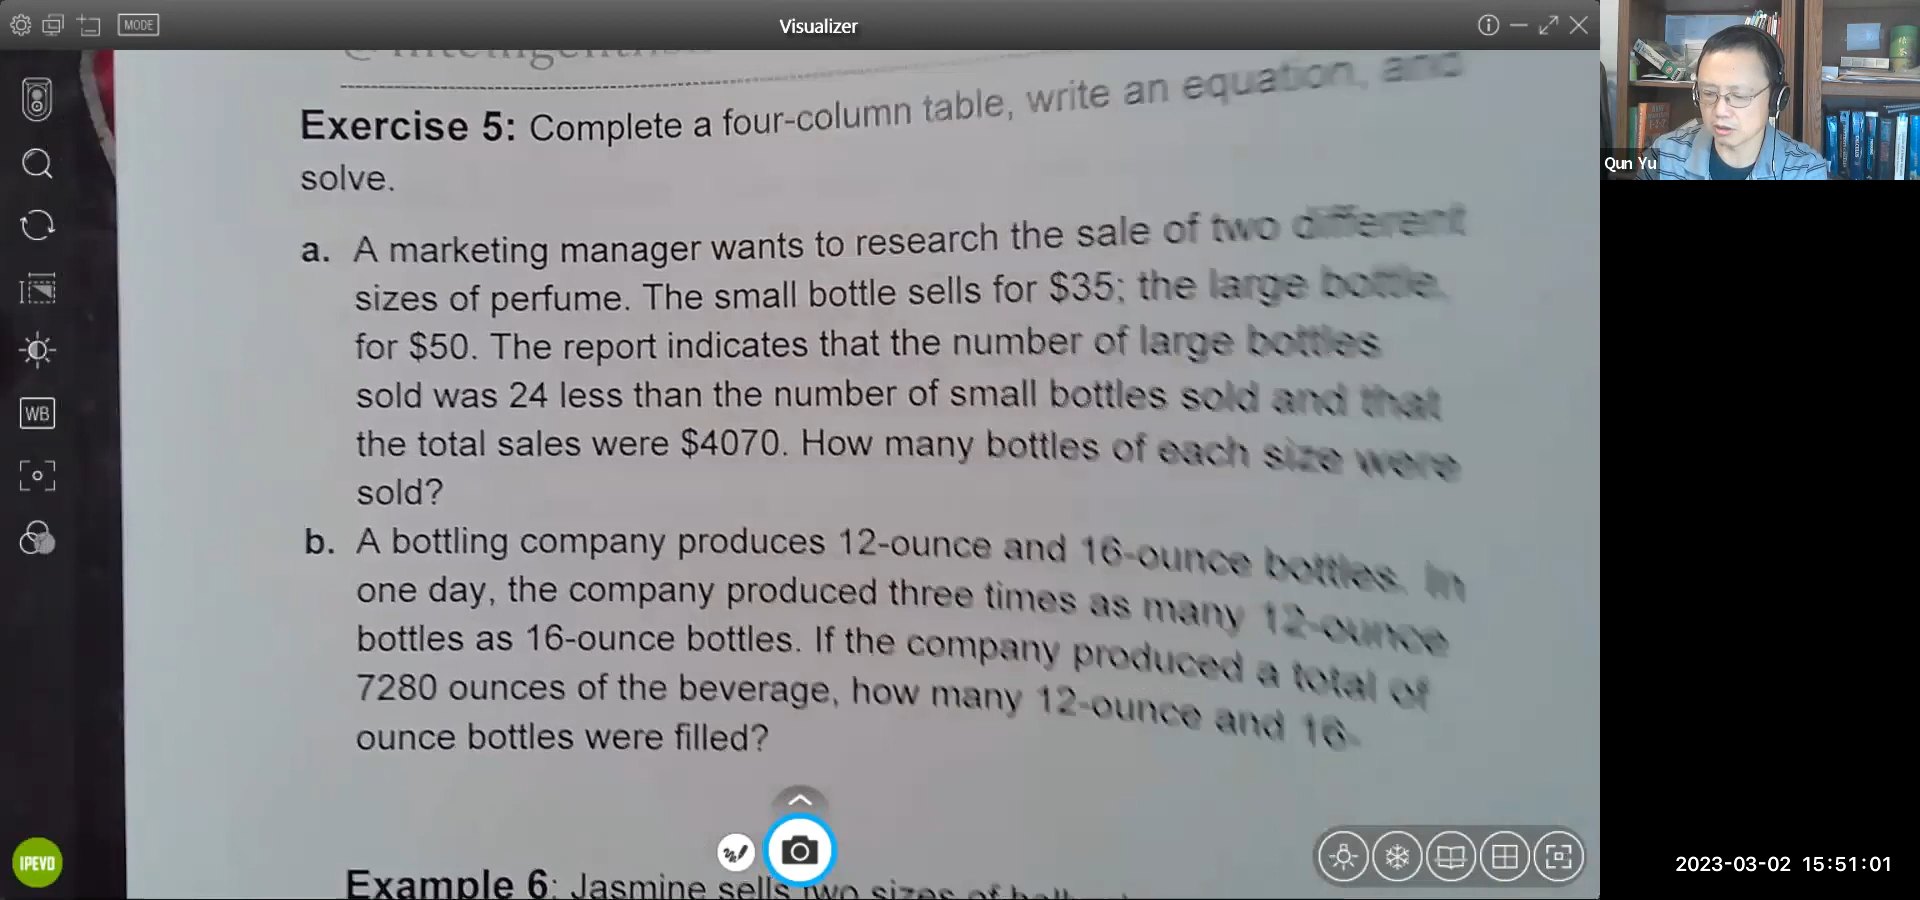 MODE
Visualizer
Exercise 5: Complete a four-column table, write an equation, and
solve.
a. A marketing manager wants to research the sale of two different
sizes of perfume. The small bottle sells for $35; the large bottle,
for $50. The report indicates that the number of large bottles
sold was 24 less than the number of small bottles sold and that
the total sales were $4070. How many bottles of each size were
sold?
b. A bottling company produces 12-ounce and 16-ounce bottles. In
one day, the company produced three times as many 12-ounce
bottles as 16-ounce bottles. If the company produced a total of
7280 ounces of the beverage, how many 12-ounce and 16-
ounce bottles were filled?
Example 6: Jasmine sells two sizes of
WB
IPEVO
Qun Yu
2023-03-02 15:51:01